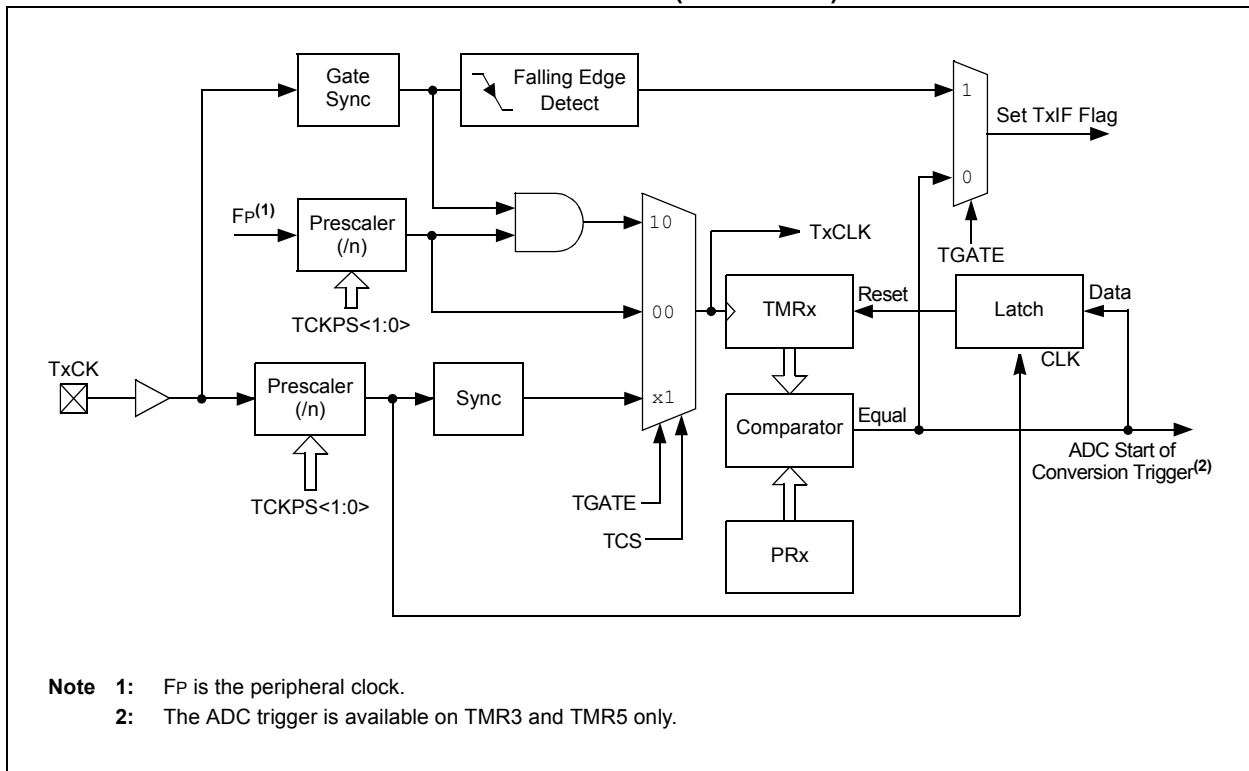 Gate
Sync
Falling Edge
Detect
1
Set TxIF Flag
0
FP(1)
Prescaler
(/n)
10
TxCLK
TGATE
TCKPS<1:0>
00
TMRx
Reset
Latch
Data
CLK
TxCK
Prescaler
(/n)
Sync
x1
Comparator
Equal
ADC Start of
Conversion Trigger(2)
TCKPS<1:0>
TGATE
TCS
PRx
Note 1: FP is the peripheral clock.
2: The ADC trigger is available on TMR3 and TMR5 only.